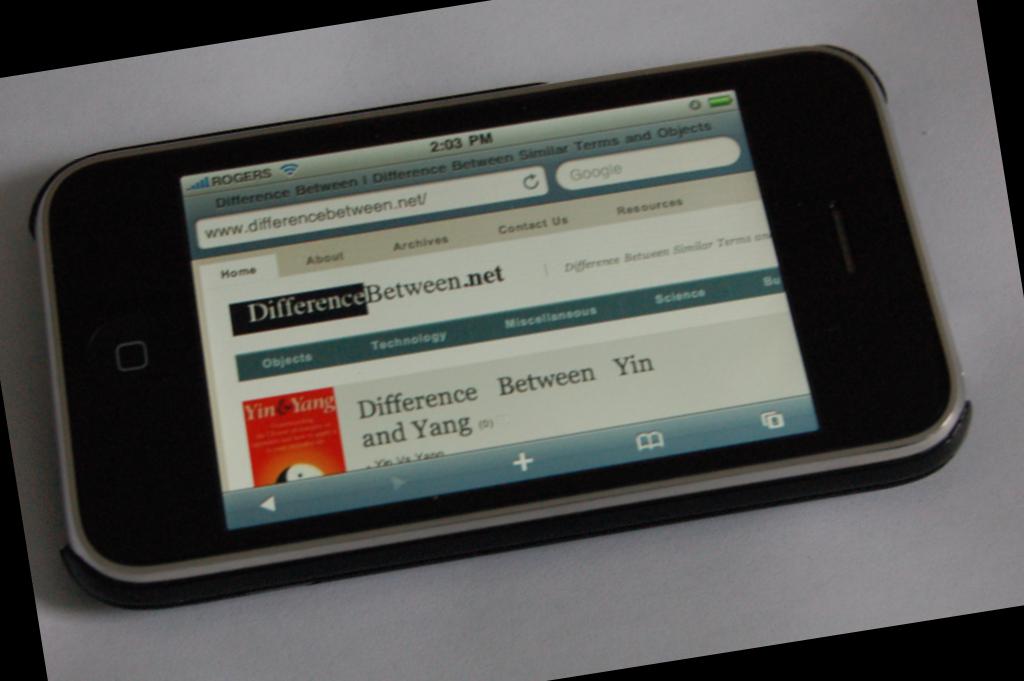 ROGERS 2:03 PM
Difference Between | Difference Between Similar Terms and Objects
www.differencebetween.net/ Google
Home About Archives Contact Us Resources
DifferenceBetween.net | Difference Between Similar Terms an
Objects Technology Miscellaneous Science Bu
Yin & Yang
Difference Between Yin
and Yang (0)
• Yin Vs Yang